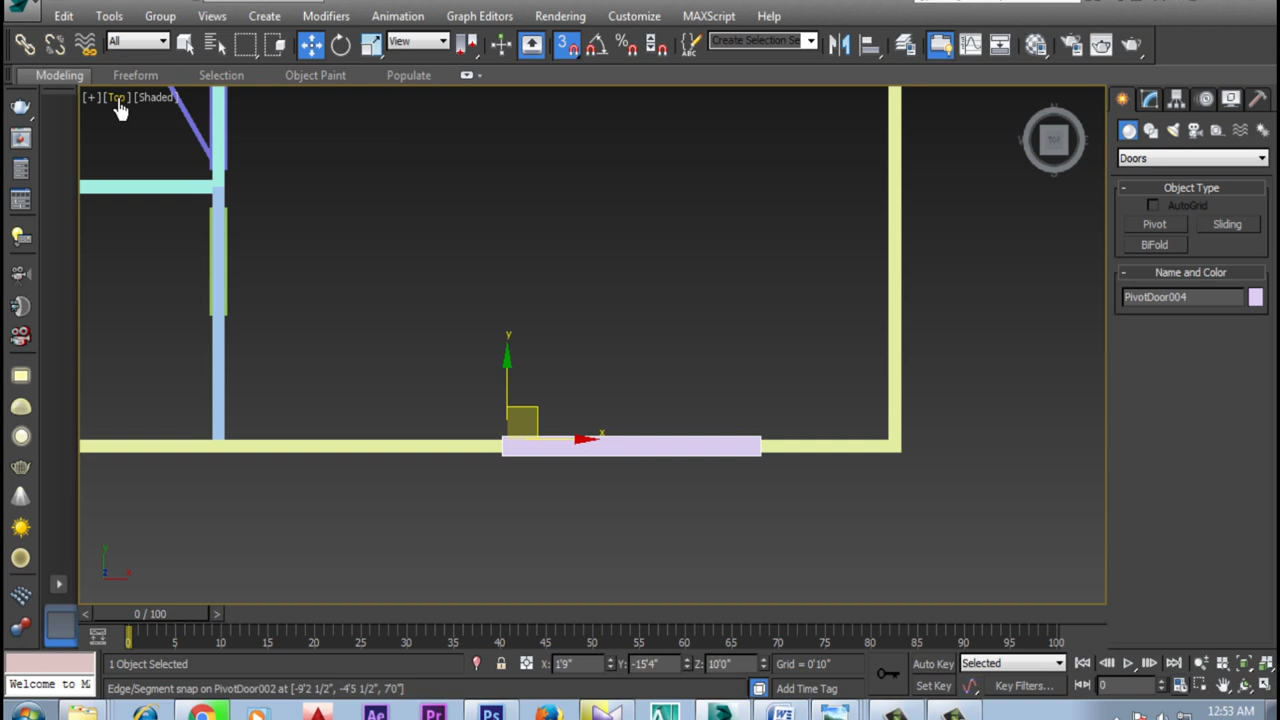 Edit Tools Group Views Create Modifiers Animation Graph Editors Rendering Customize MAXScript Help
All View 3 Create Selection Se
Modeling Freeform Selection Object Paint Populate
[+][Top][Shaded]
TOP
Doors
- Object Type
AutoGrid
Pivot Sliding
BiFold
- Name and Color
PivotDoor004
y
x
y
z x
< 0 / 100 >
0 5 10 15 20 25 30 35 40 45 50 55 60 65 70 75 80 85 90 95 100
1 Object Selected X: 1'9" Y: -15'4" Z: 10'0" Grid = 0'10" Auto Key Selected
Welcome to M Edge/Segment snap on PivotDoor002 at [-9'2 1/2", -4'5 1/2", 7'0"] Add Time Tag Set Key Key Filters... 0
Ae Pr Ps 12:53 AM